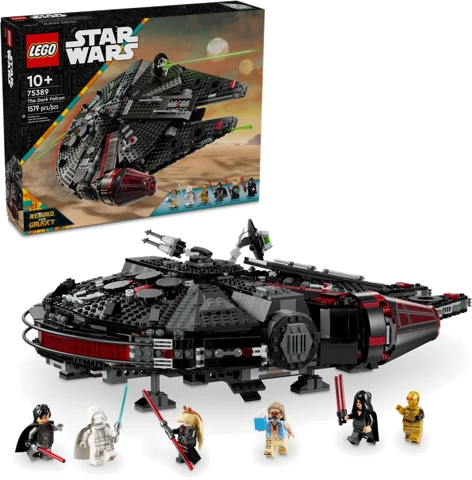 LEGO
STAR
WARS
10+
75389
The Dark Falcon
1579 pcs/pzs
REBUILD
THE
GALAXY